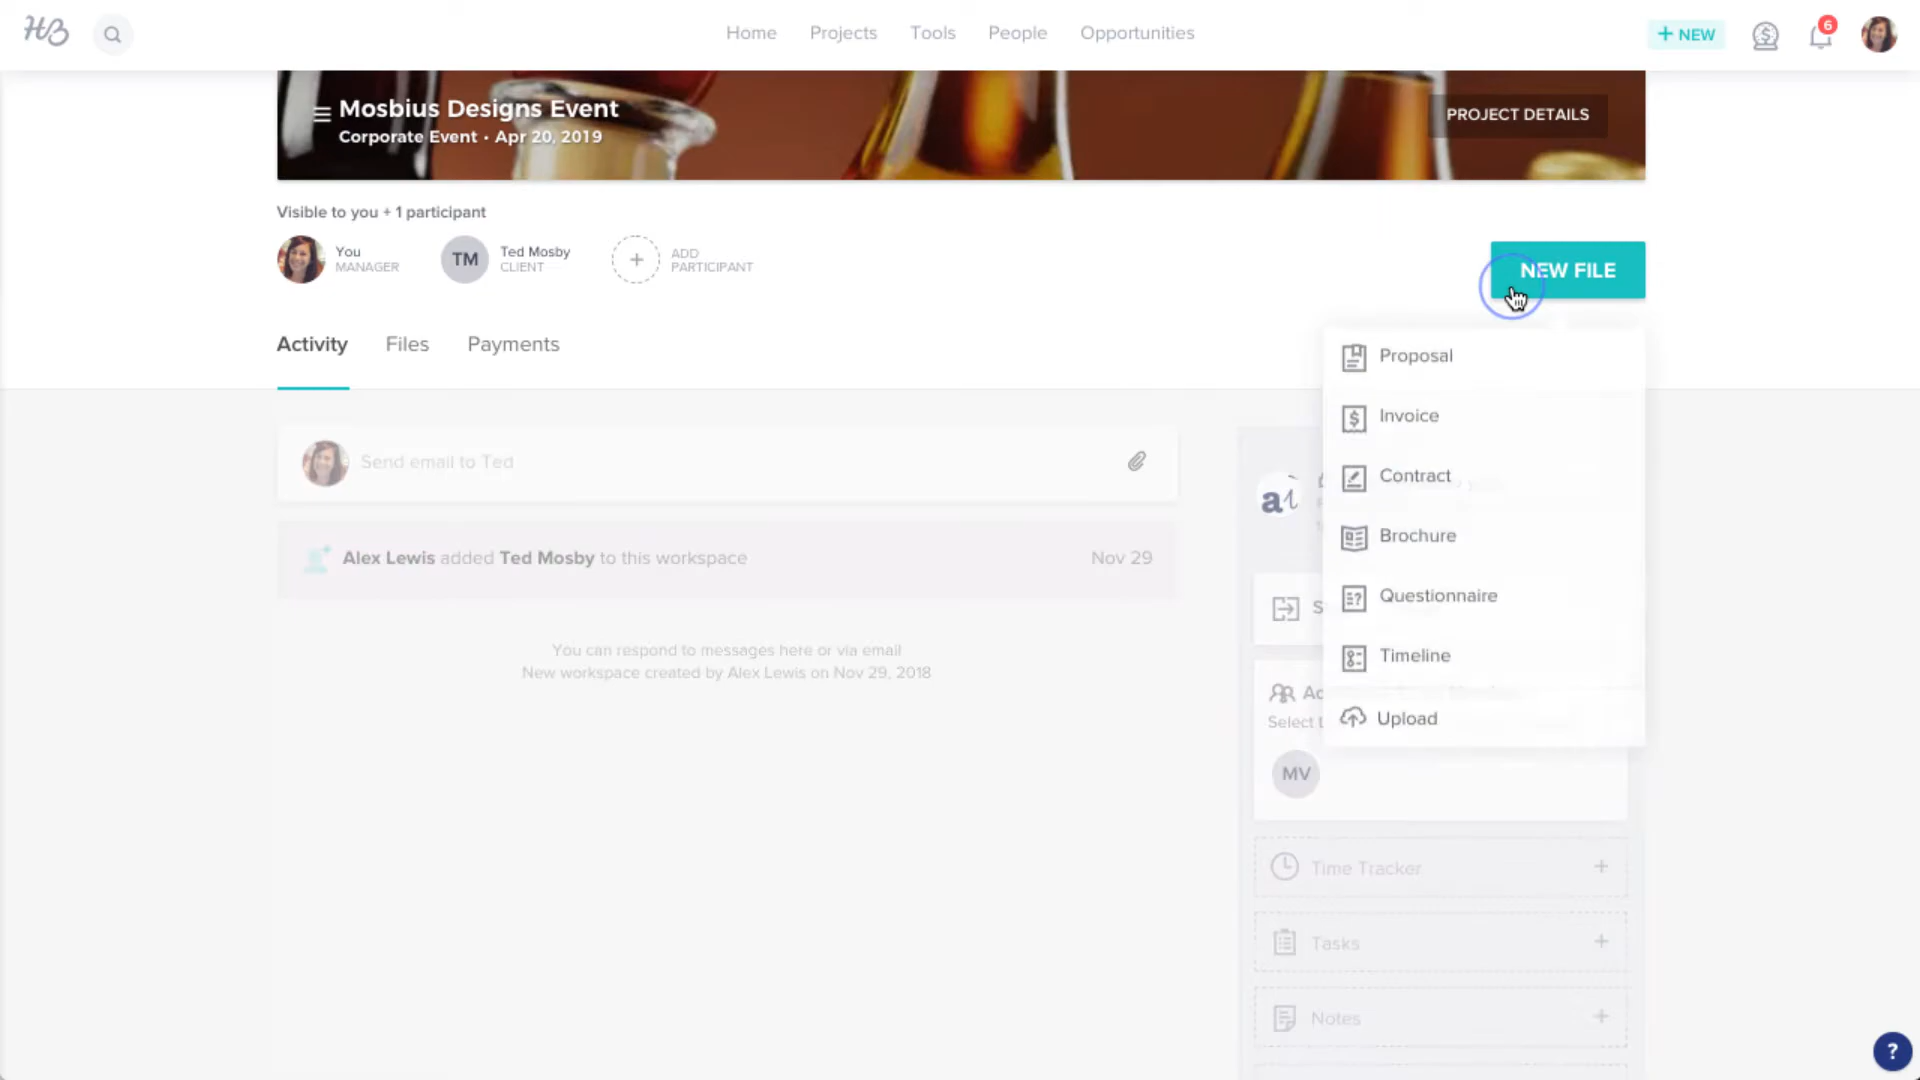 HB
Home
Projects
Tools
People
Opportunities
+ NEW
6
Mosbius Designs Event
Corporate Event • Apr 20, 2019
PROJECT DETAILS
Visible to you + 1 participant
You
MANAGER
TM
Ted Mosby
CLIENT
ADD
PARTICIPANT
NEW FILE
Activity
Files
Payments
Proposal
Invoice
Contract
Brochure
Questionnaire
Timeline
Upload
Send email to Ted
Alex Lewis added Ted Mosby to this workspace
Nov 29
You can respond to messages here or via email
New workspace created by Alex Lewis on Nov 29, 2018
ai
S
Ac
Select t
MV
Time Tracker
Tasks
Notes
?